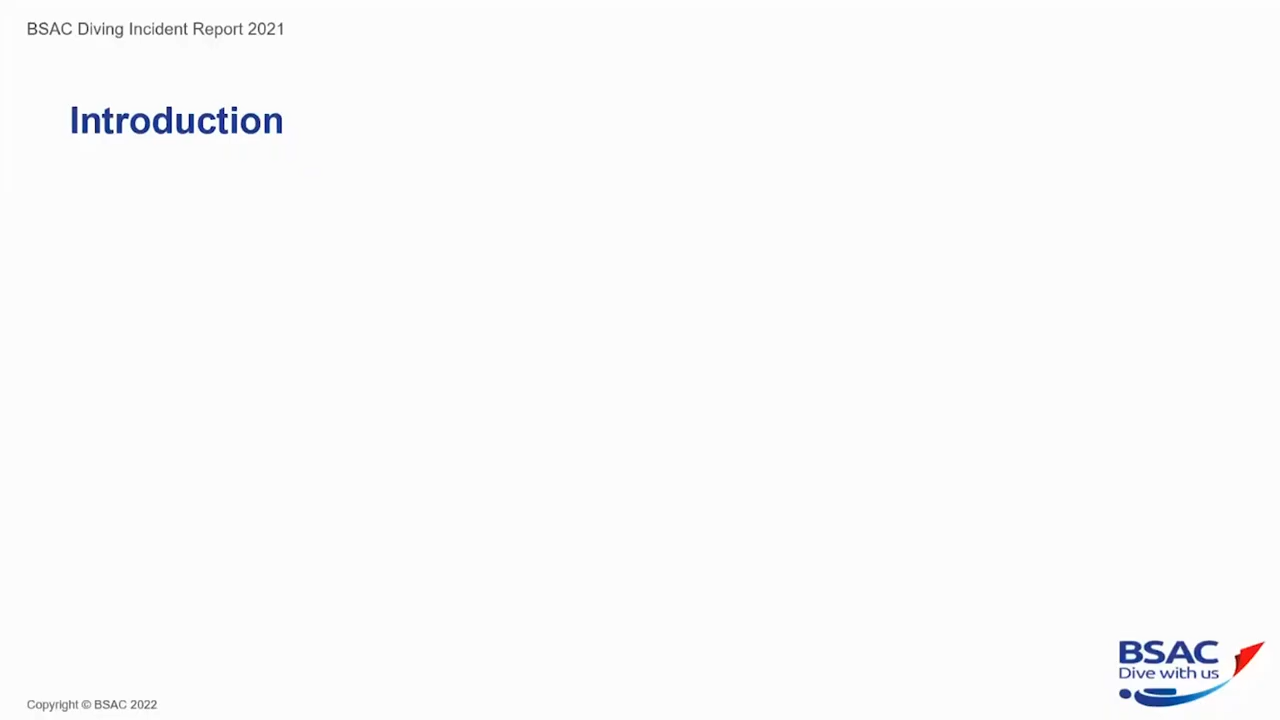 BSAC Diving Incident Report 2021
Introduction
BSAC
Dive with us
Copyright © BSAC 2022